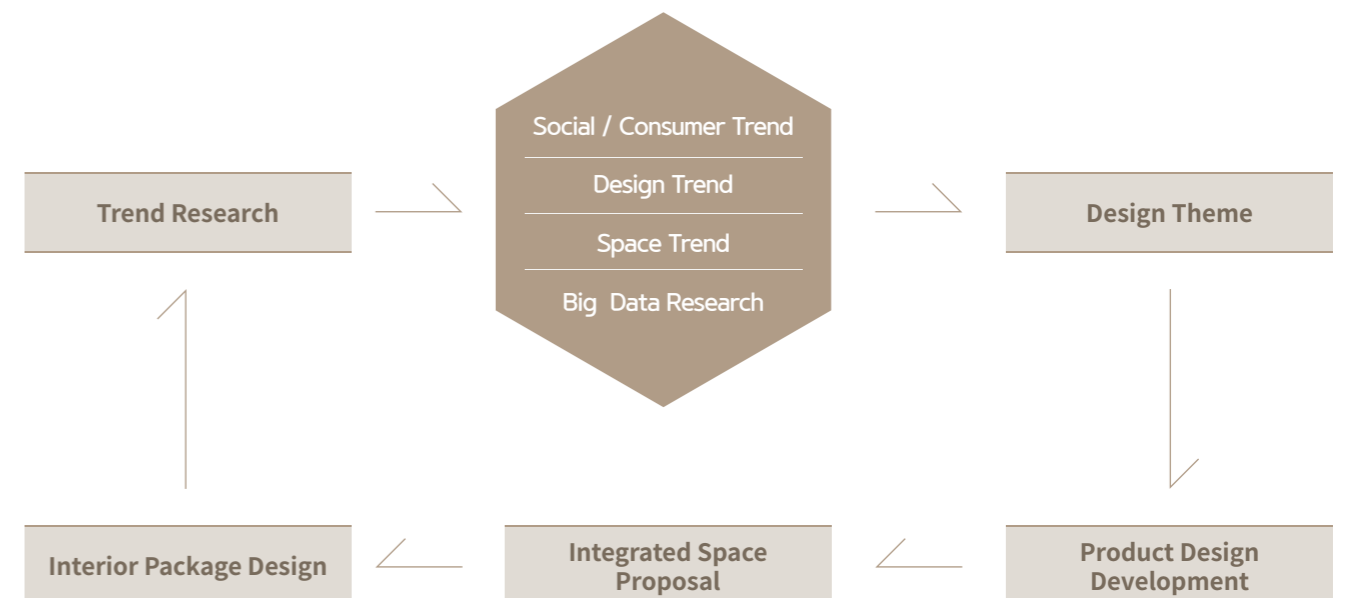 Social / Consumer Trend
Design Trend
Trend Research
Design Theme
Space Trend
Big Data Research
Interior Package Design
Integrated Space
Proposal
Product Design
Development